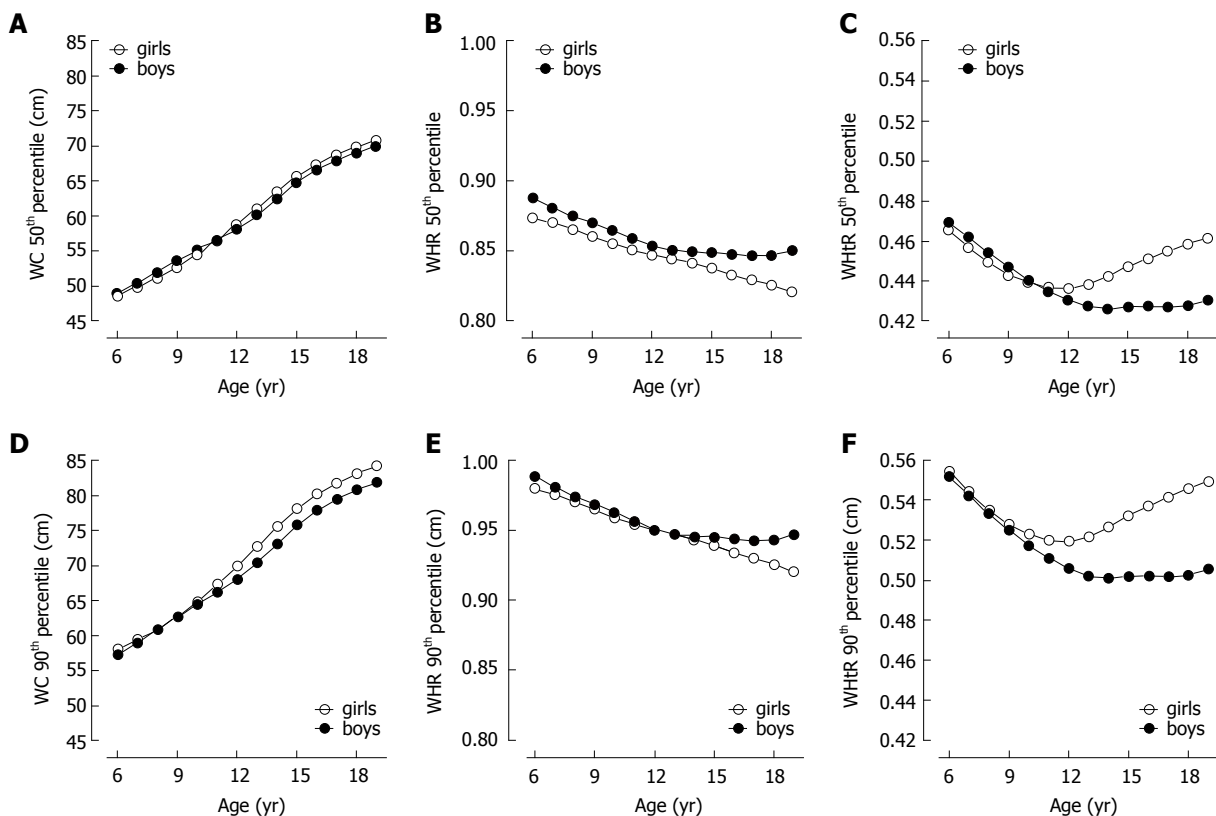 A
girls
boys
WC 50th percentile (cm)
85
80
75
70
65
60
55
50
45
6 9 12 15 18
Age (yr)
B
girls
boys
WHR 50th percentile
1.00
0.95
0.90
0.85
0.80
6 9 12 15 18
Age (yr)
C
girls
boys
WHtR 50th percentile
0.56
0.54
0.52
0.50
0.48
0.46
0.44
0.42
6 9 12 15 18
Age (yr)
D
girls
boys
WC 90th percentile (cm)
85
80
75
70
65
60
55
50
45
6 9 12 15 18
Age (yr)
E
girls
boys
WHR 90th percentile (cm)
1.00
0.95
0.90
0.85
0.80
6 9 12 15 18
Age (yr)
F
girls
boys
WHtR 90th percentile (cm)
0.56
0.54
0.52
0.50
0.48
0.46
0.44
0.42
6 9 12 15 18
Age (yr)